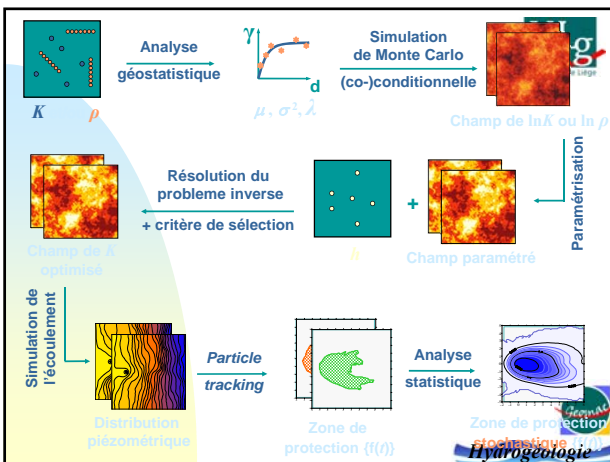 Analyse
géostatistique
γ
d
μ, σ², λ
Simulation
de Monte Carlo
(co-)conditionnelle
K ρ
Champ de lnK ou ln ρ
Paramétrisation
Résolution du
probleme inverse
+ critère de sélection
h
+
Champ paramétré
Champ de K
optimisé
Simulation de
l'écoulement
Distribution
piézométrique
Particle
tracking
Zone de
protection {f(t)}
Analyse
statistique
Zone de protection
stochastique {f(t)}
Geomat
Hydrogéologie